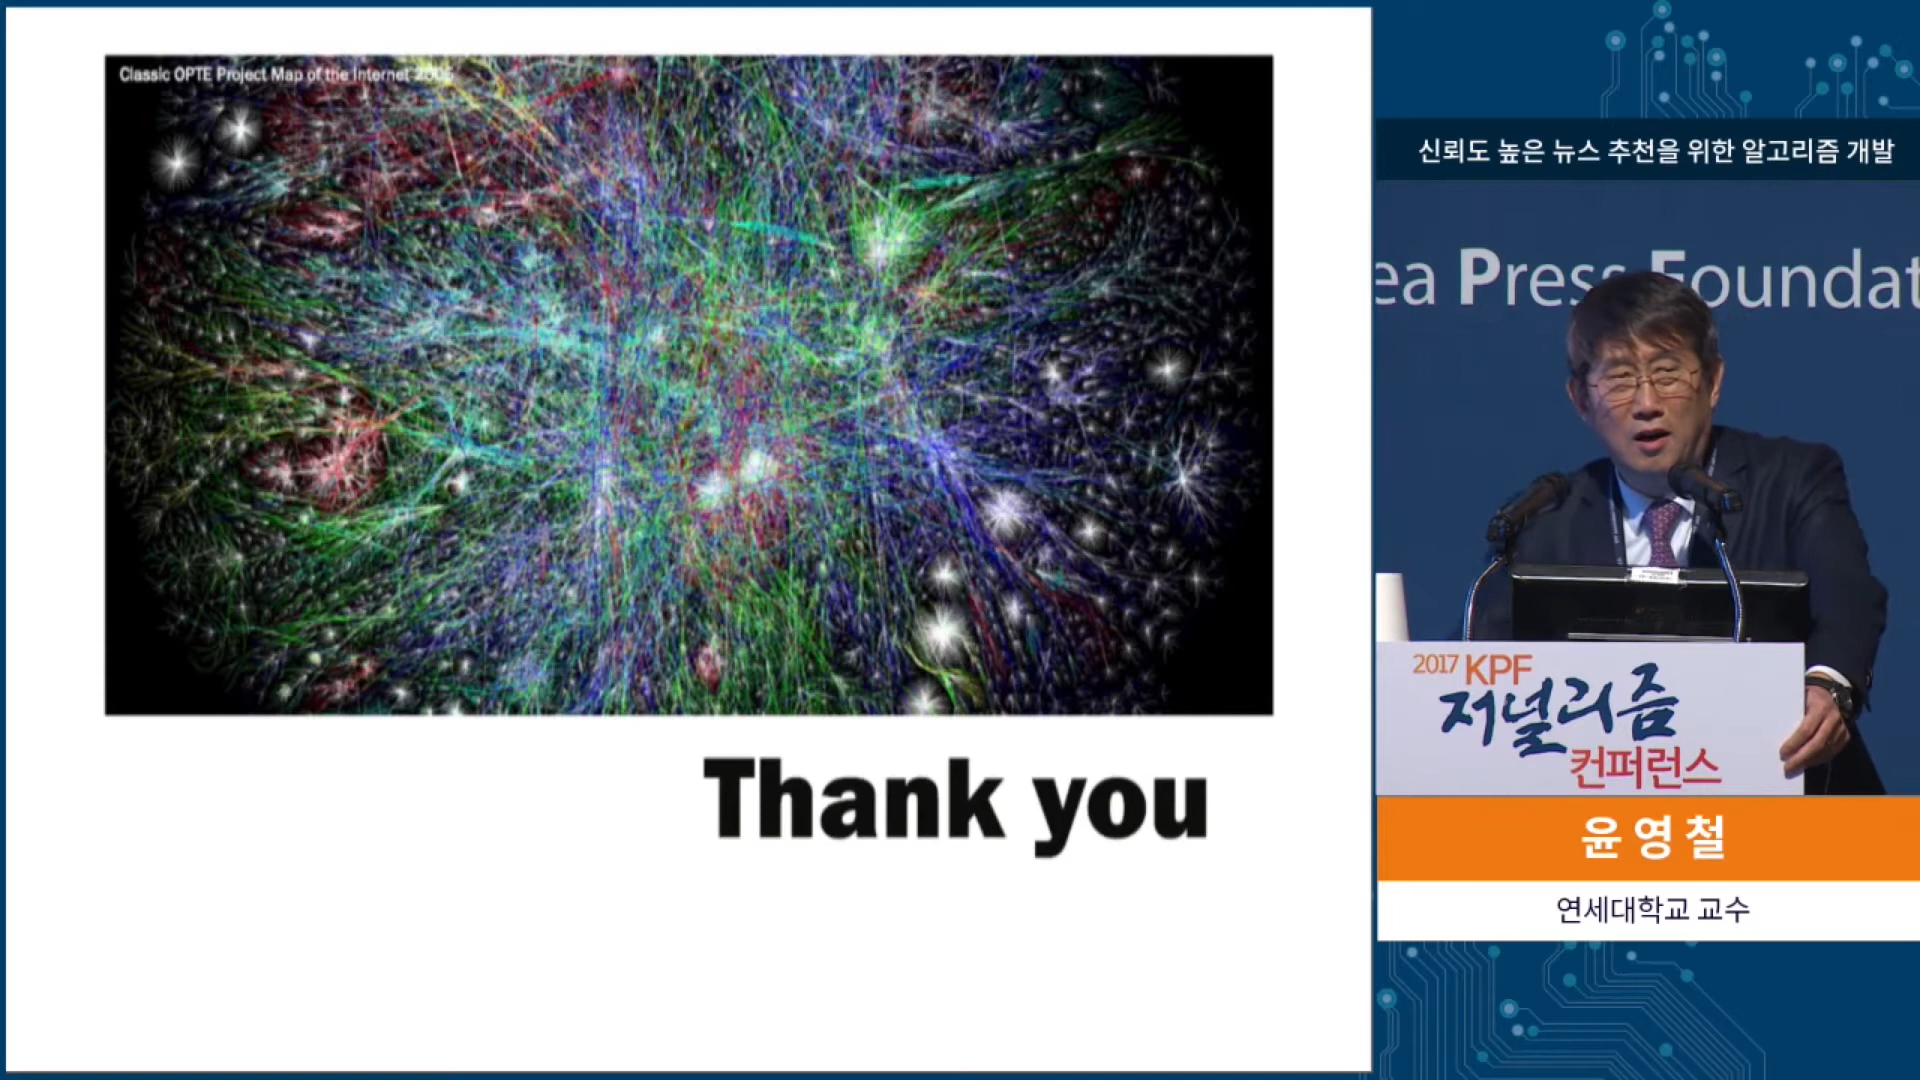 Classic OPTE Project Map of the Internet 2005
Thank you
신뢰도 높은 뉴스 추천을 위한 알고리즘 개발
ea Press Foundat
2017 KPF
저널리즘
컨퍼런스
윤영철
연세대학교 교수